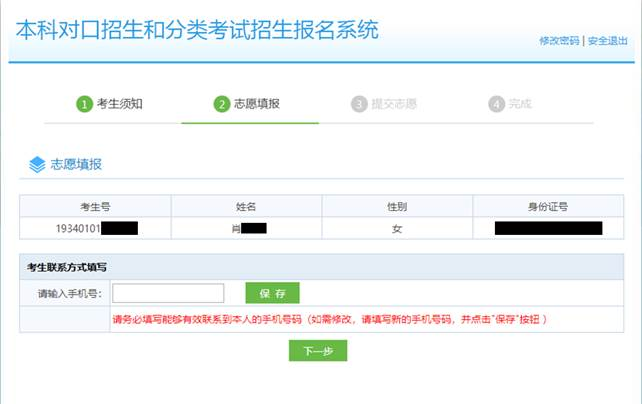 本科对口招生和分类考试招生报名系统
修改密码 | 安全退出
1 考生须知 2 志愿填报 3 提交志愿 4 完成
志愿填报
考生号 姓名 性别 身份证号
19340101 肖 女
考生联系方式填写
请输入手机号: 保 存
请务必填写能够有效联系到本人的手机号码（如需修改，请填写新的手机号码，并点击"保存"按钮 ）
下一步